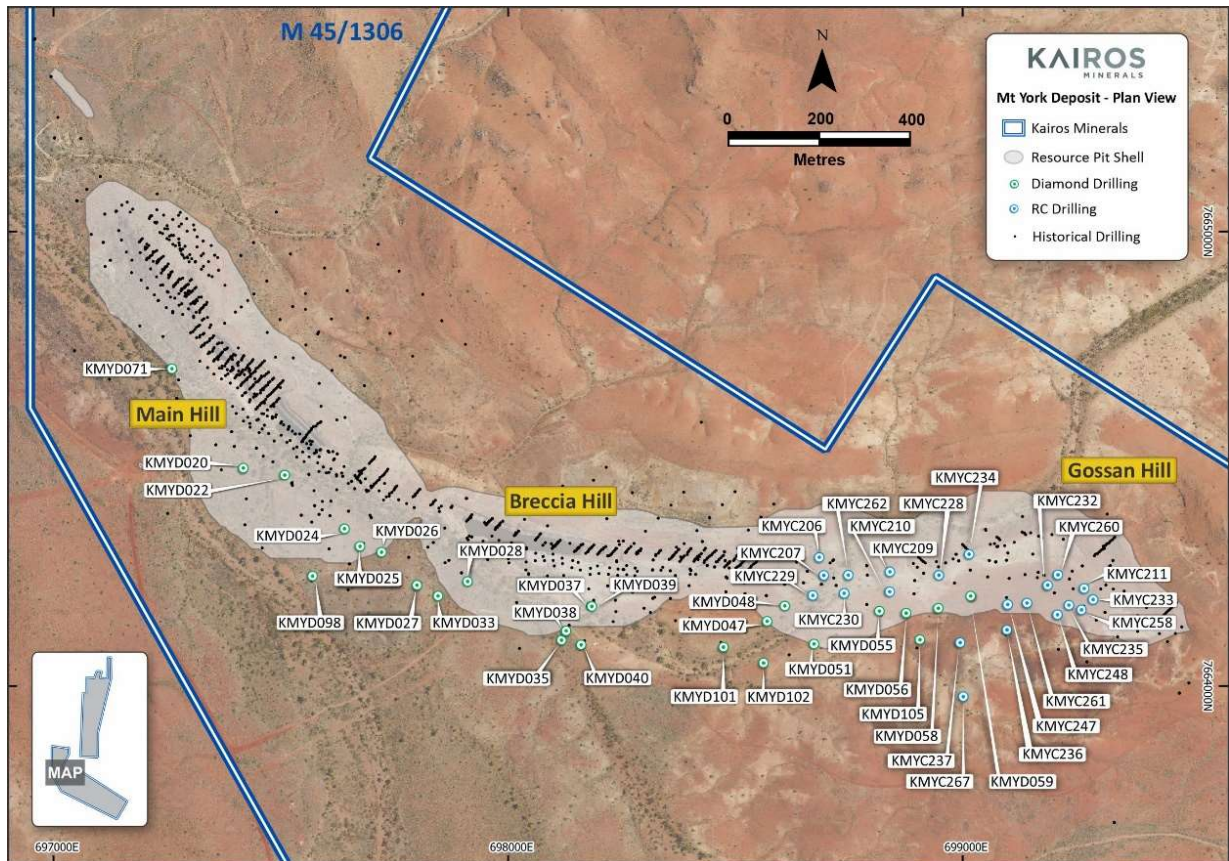 M 45/1306
N
0 200 400
Metres
KAIROS
MINERALS
Mt York Deposit - Plan View
Kairos Minerals
Resource Pit Shell
Diamond Drilling
RC Drilling
Historical Drilling
7665000N
KMYD071
Main Hill
KMYD020
KMYD022
KMYD024
KMYD025
KMYD026
KMYD098
KMYD027
KMYD033
KMYD028
Breccia Hill
KMYD037
KMYD039
KMYD038
KMYD035
KMYD040
KMYD048
KMYD047
KMYD101
KMYD102
KMYD051
KMYC206
KMYC207
KMYC229
KMYC262
KMYC210
KMYC209
KMYC228
KMYC234
KMYC230
Gossan Hill
KMYC232
KMYC260
KMYC211
KMYC233
KMYC258
KMYC235
KMYC248
KMYC261
KMYC247
KMYC236
KMYD055
KMYD056
KMYD105
KMYD058
KMYC237
KMYC267
KMYD059
7664000N
MAP
697000E
698000E
699000E